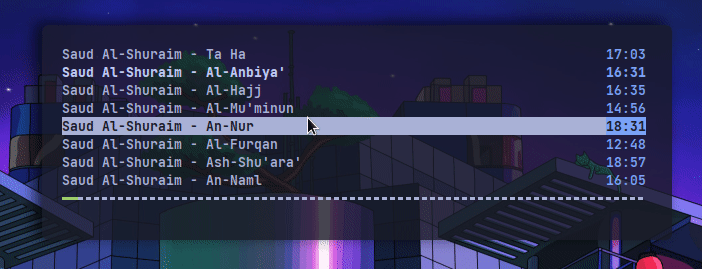 Saud Al-Shuraim - Ta Ha 17:03
Saud Al-Shuraim - Al-Anbiya' 16:31
Saud Al-Shuraim - Al-Hajj 16:35
Saud Al-Shuraim - Al-Mu'minun 14:56
Saud Al-Shuraim - An-Nur 18:31
Saud Al-Shuraim - Al-Furqan 12:48
Saud Al-Shuraim - Ash-Shu'ara' 18:57
Saud Al-Shuraim - An-Naml 16:05